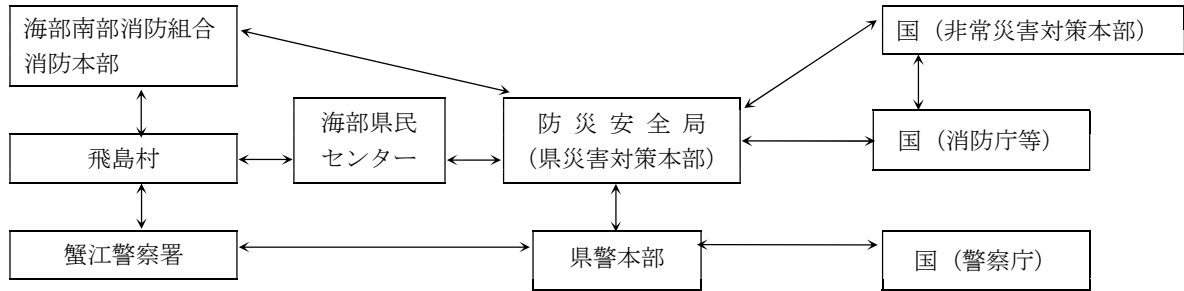 海部南部消防組合
消防本部
国（非常災害対策本部）
海部県民
センター
防災安全局
（県災害対策本部）
国（消防庁等）
飛島村
蟹江警察署
県警本部
国（警察庁）